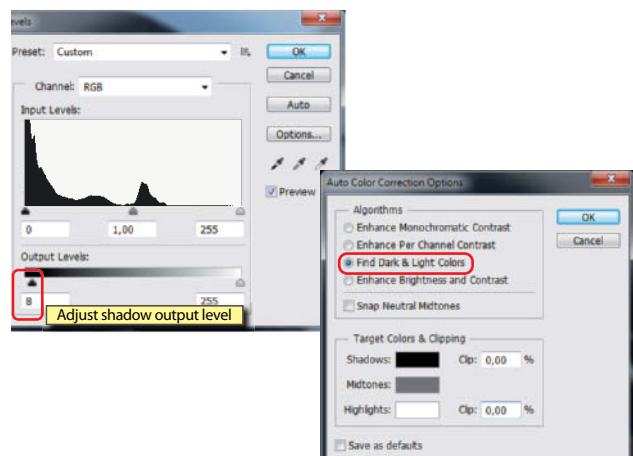 Preset: Custom
OK
Channel: RGB
Cancel
Input Levels:
Auto
Options...
Preview
0 1,00 255
Output Levels:
8 255
Adjust shadow output level
Auto Color Correction Options
Algorithms
OK
Enhance Monochromatic Contrast
Cancel
Enhance Per Channel Contrast
Find Dark & Light Colors
Enhance Brightness and Contrast
Snap Neutral Midtones
Target Colors & Clipping
Shadows: Clip: 0,00 %
Midtones:
Highlights: Clip: 0,00 %
Save as defaults